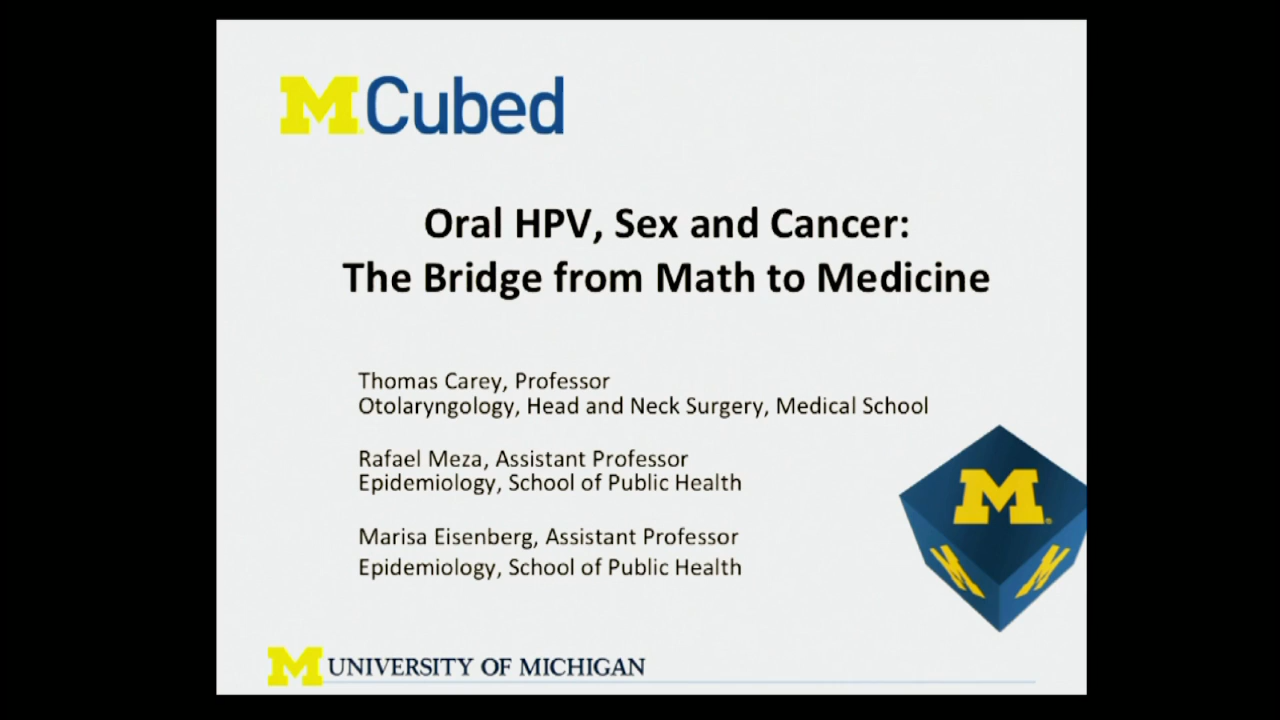 MCubed
Oral HPV, Sex and Cancer:
The Bridge from Math to Medicine
Thomas Carey, Professor
Otolaryngology, Head and Neck Surgery, Medical School
Rafael Meza, Assistant Professor
Epidemiology, School of Public Health
Marisa Eisenberg, Assistant Professor
Epidemiology, School of Public Health
M
M M
M UNIVERSITY OF MICHIGAN